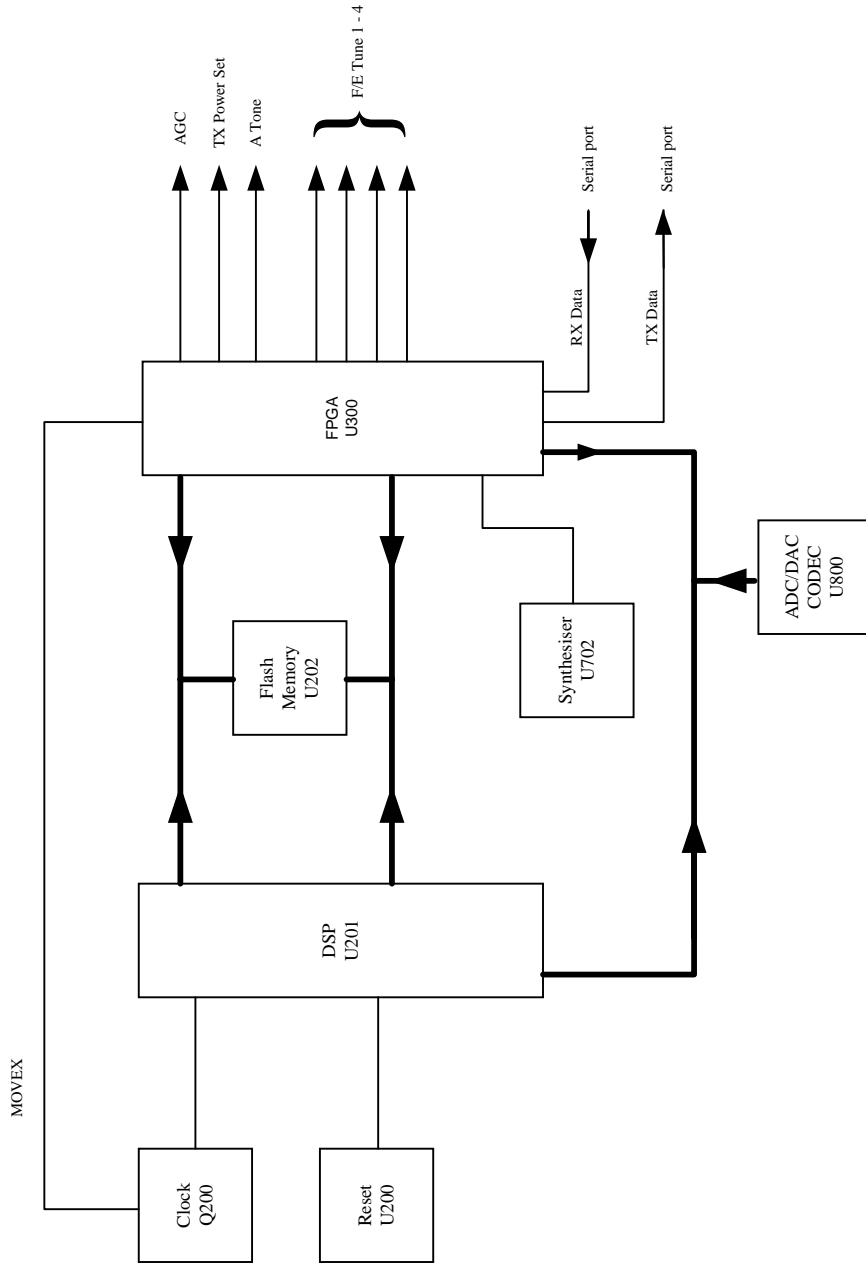 MOVEX
Clock
Q200
Reset
U200
DSP
U201
Flash
Memory
U202
FPGA
U300
Synthesiser
U702
ADC/DAC
CODEC
U800
AGC
TX Power Set
A Tone
F/E Tune 1 - 4
RX Data
Serial port
TX Data
Serial port